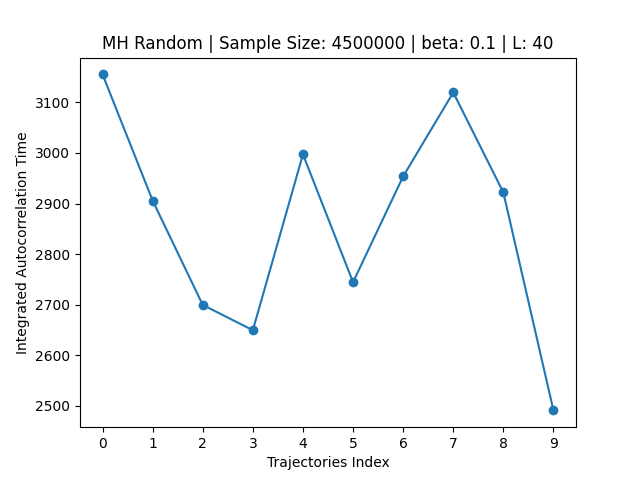 MH Random | Sample Size: 4500000 | beta: 0.1 | L: 40
Integrated Autocorrelation Time
3100
3000
2900
2800
2700
2600
2500
0 1 2 3 4 5 6 7 8 9
Trajectories Index